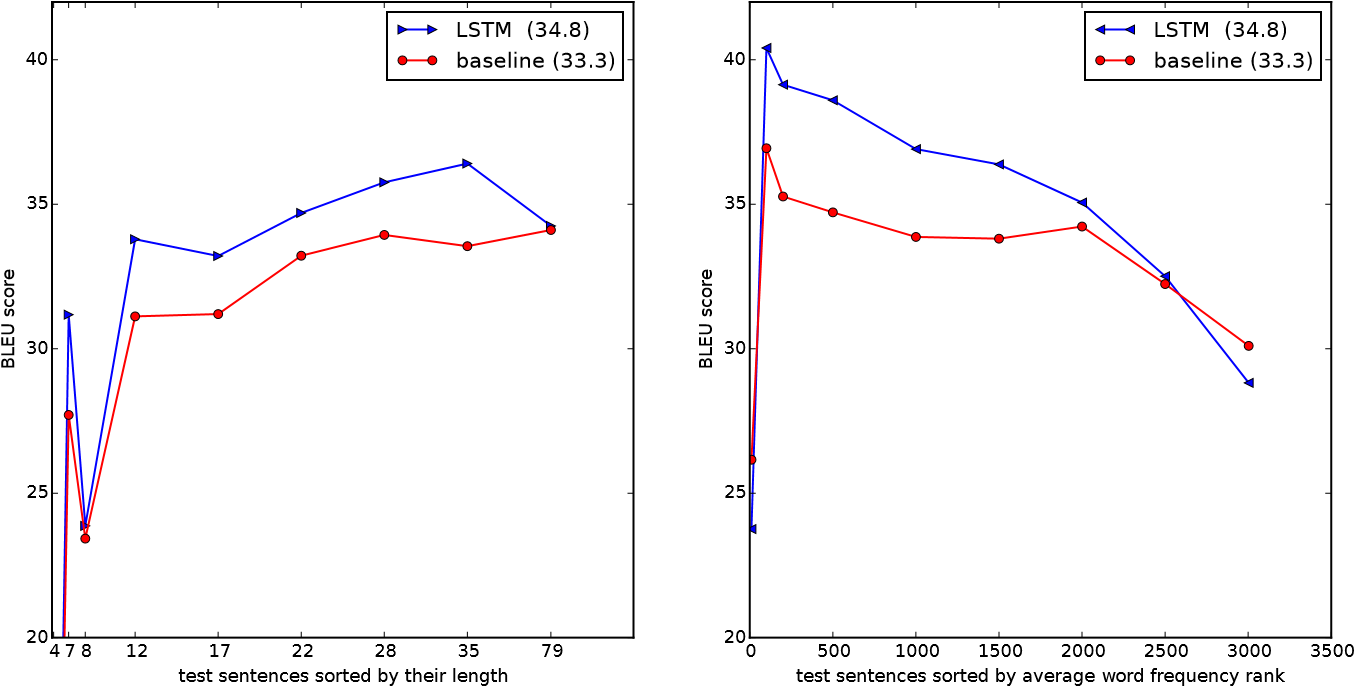 LSTM (34.8)
baseline (33.3)
40
35
30
25
20
BLEU score
4 7 8 12 17 22 28 35 79
test sentences sorted by their length
LSTM (34.8)
baseline (33.3)
40
35
30
25
20
BLEU score
0 500 1000 1500 2000 2500 3000 3500
test sentences sorted by average word frequency rank